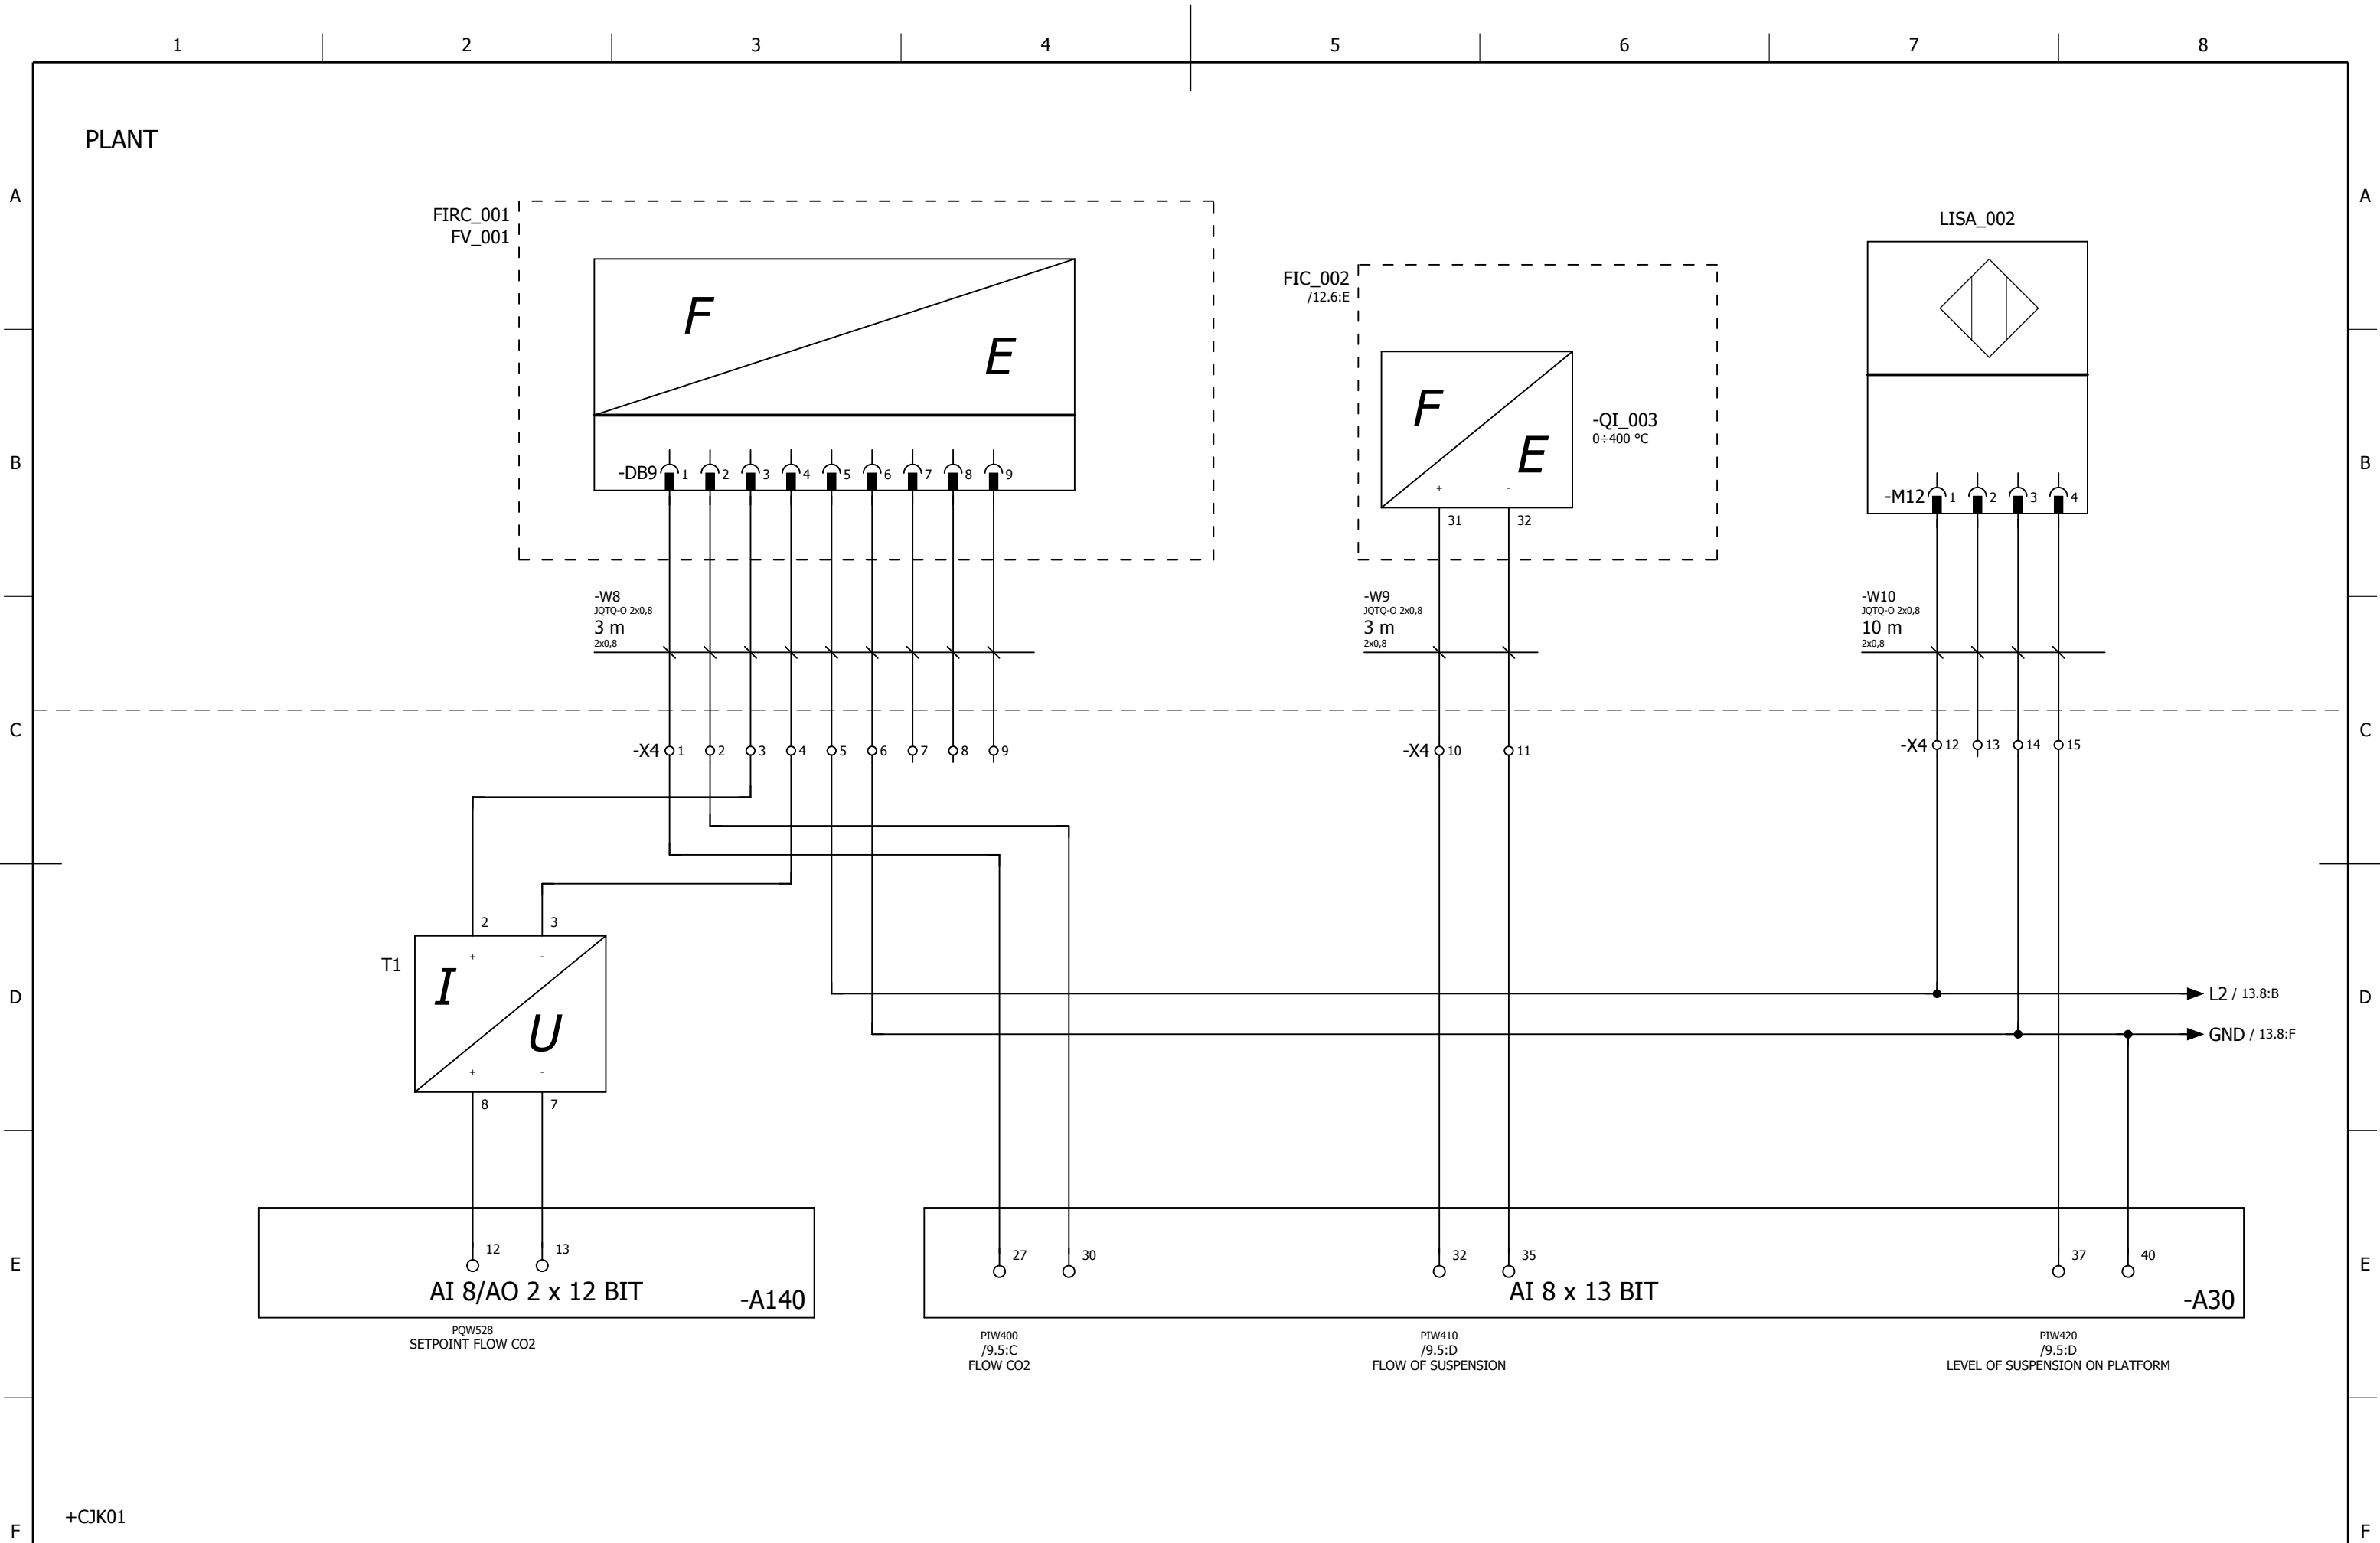 1 2 3 4 5 6 7 8
PLANT
A A
FIRC_001
FV_001
LISA_002
FIC_002
/12.6:E
F
E
F
E
-QI_003
0÷400 °C
B B
-DB9 1 2 3 4 5 6 7 8 9
+ -
31 32
-M12 1 2 3 4
-W8
JQTQ-O 2x0,8
3 m
2x0,8
-W9
JQTQ-O 2x0,8
3 m
2x0,8
-W10
JQTQ-O 2x0,8
10 m
2x0,8
C C
-X4 1 2 3 4 5 6 7 8 9
-X4 10 11
-X4 12 13 14 15
2 3
T1
+ -
I
U
+ -
8 7
D D
L2 / 13.8:B
GND / 13.8:F
E E
12 13
AI 8/AO 2 x 12 BIT
-A140
27 30 32 35 37 40
AI 8 x 13 BIT
-A30
PQW528
SETPOINT FLOW CO2
PIW400
/9.5:C
FLOW CO2
PIW410
/9.5:D
FLOW OF SUSPENSION
PIW420
/9.5:D
LEVEL OF SUSPENSION ON PLATFORM
+CJK01
F F